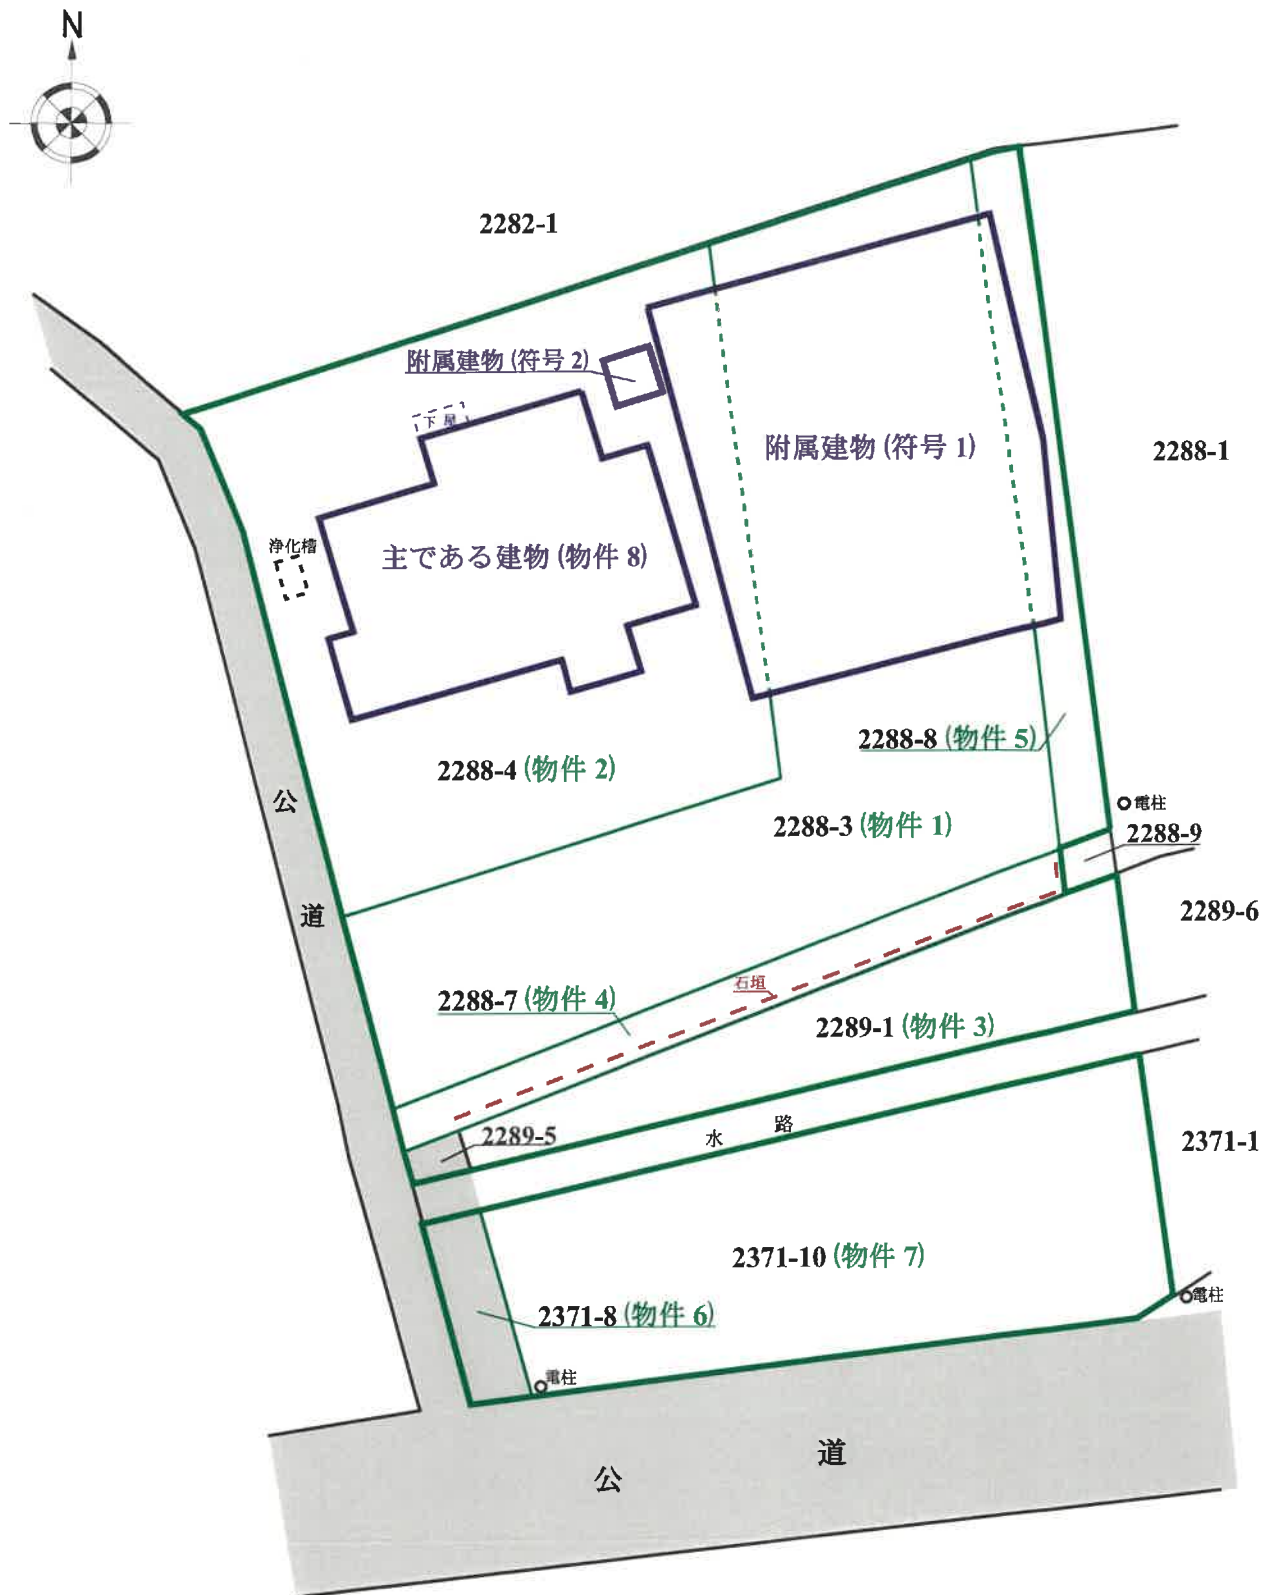 N
2282-1
附属建物 (符号 2)
下 屋
附属建物 (符号 1)
2288-1
浄化槽
主である建物 (物件 8)
2288-8 (物件 5)
2288-4 (物件 2)
公
道
電柱
2288-3 (物件 1)
2288-9
2289-6
石垣
2288-7 (物件 4)
2289-1 (物件 3)
水 路
2289-5
2371-1
2371-10 (物件 7)
電柱
2371-8 (物件 6)
電柱
公 道